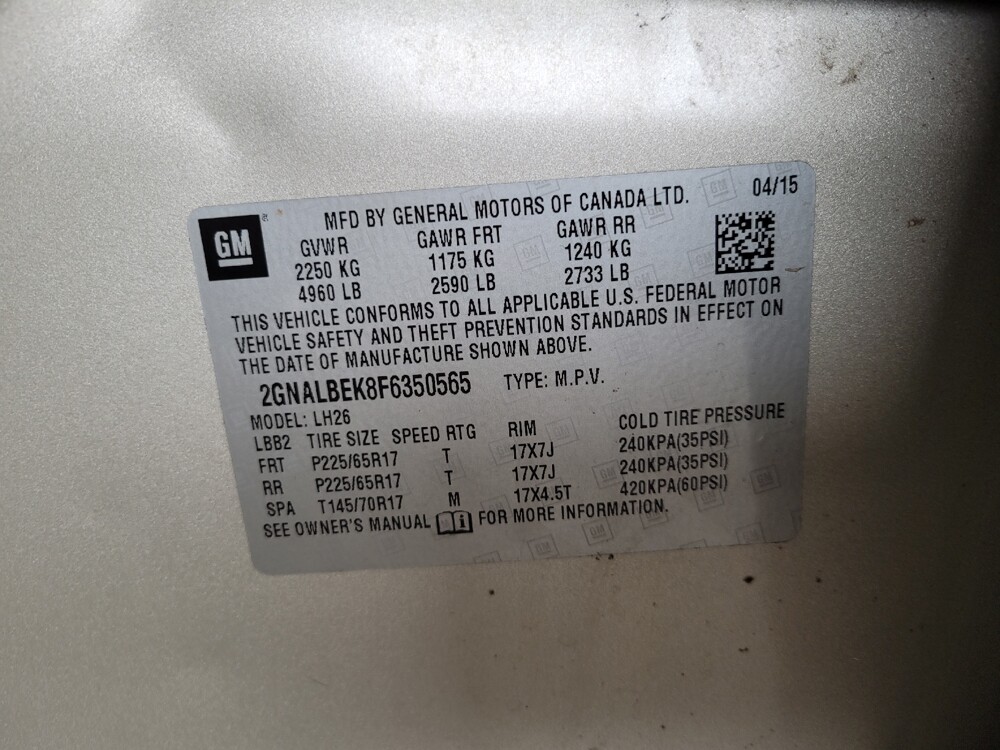 GM
MFD BY GENERAL MOTORS OF CANADA LTD. 04/15
GVWR GAWR FRT GAWR RR
2250 KG 1175 KG 1240 KG
4960 LB 2590 LB 2733 LB
THIS VEHICLE CONFORMS TO ALL APPLICABLE U.S. FEDERAL MOTOR
VEHICLE SAFETY AND THEFT PREVENTION STANDARDS IN EFFECT ON
THE DATE OF MANUFACTURE SHOWN ABOVE.
2GNALBEK8F6350565 TYPE: M.P.V.
MODEL: LH26
LBB2 TIRE SIZE SPEED RTG RIM COLD TIRE PRESSURE
FRT P225/65R17 T 17X7J 240KPA(35PSI)
RR P225/65R17 T 17X7J 240KPA(35PSI)
SPA T145/70R17 M 17X4.5T 420KPA(60PSI)
SEE OWNER'S MANUAL FOR MORE INFORMATION.